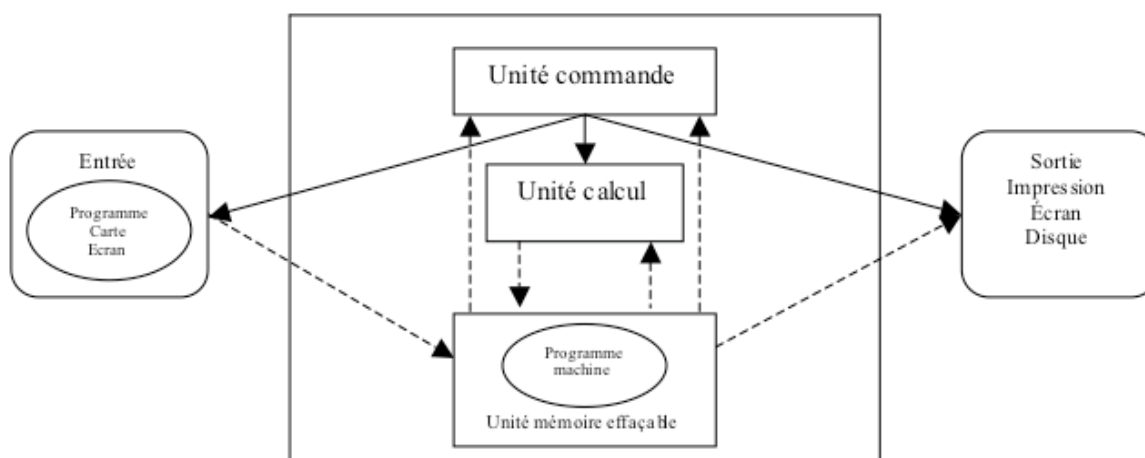 Unité commande
Entrée
Programme
Carte
Ecran
Unité calcul
Sortie
Impression
Écran
Disque
Programme
machine
Unité mémoire effaçable